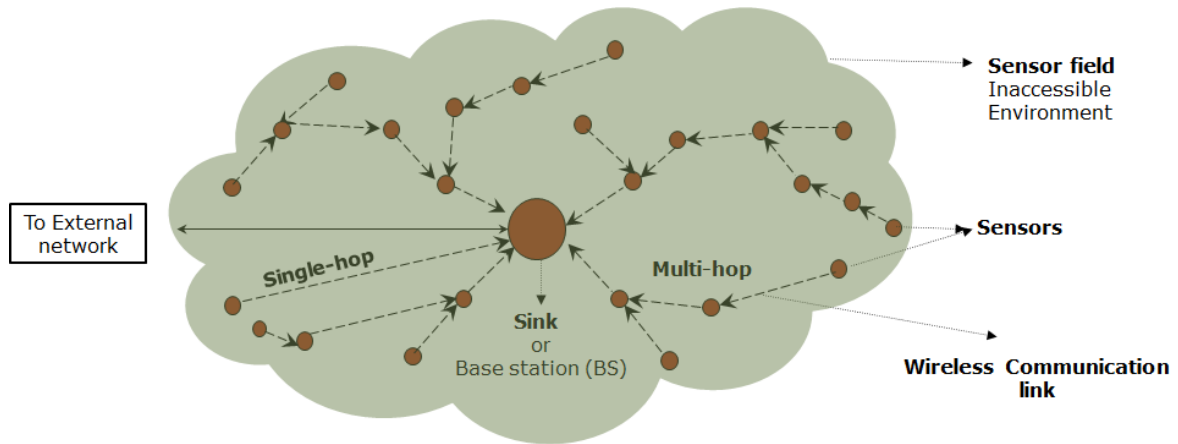 Sensor field
Inaccessible
Environment
To External
network
Single-hop
Multi-hop
Sensors
Sink
or
Base station (BS)
Wireless Communication
link